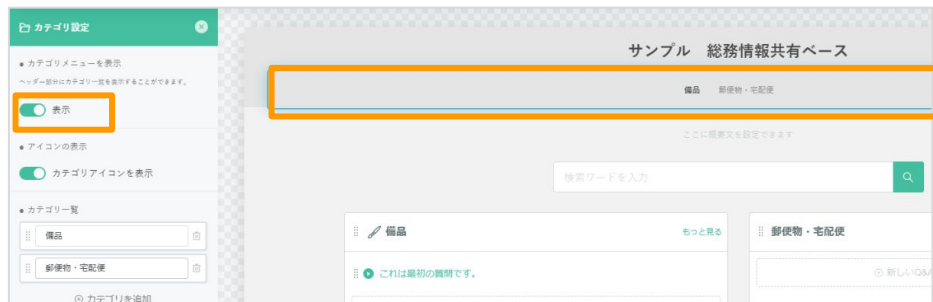 カテゴリ設定
カテゴリメニューを表示
ヘッダー部分にカテゴリ一覧を表示することができます。
表示
アイコンの表示
カテゴリアイコンを表示
カテゴリ一覧
備品
郵便物・宅配便
カテゴリを追加
サンプル 総務情報共有ベース
備品 郵便物・宅配便
ここに概要文を設定できます
検索ワードを入力
備品 もっと見る
これは最初の質問です。
郵便物・宅配便
新しいQ&A